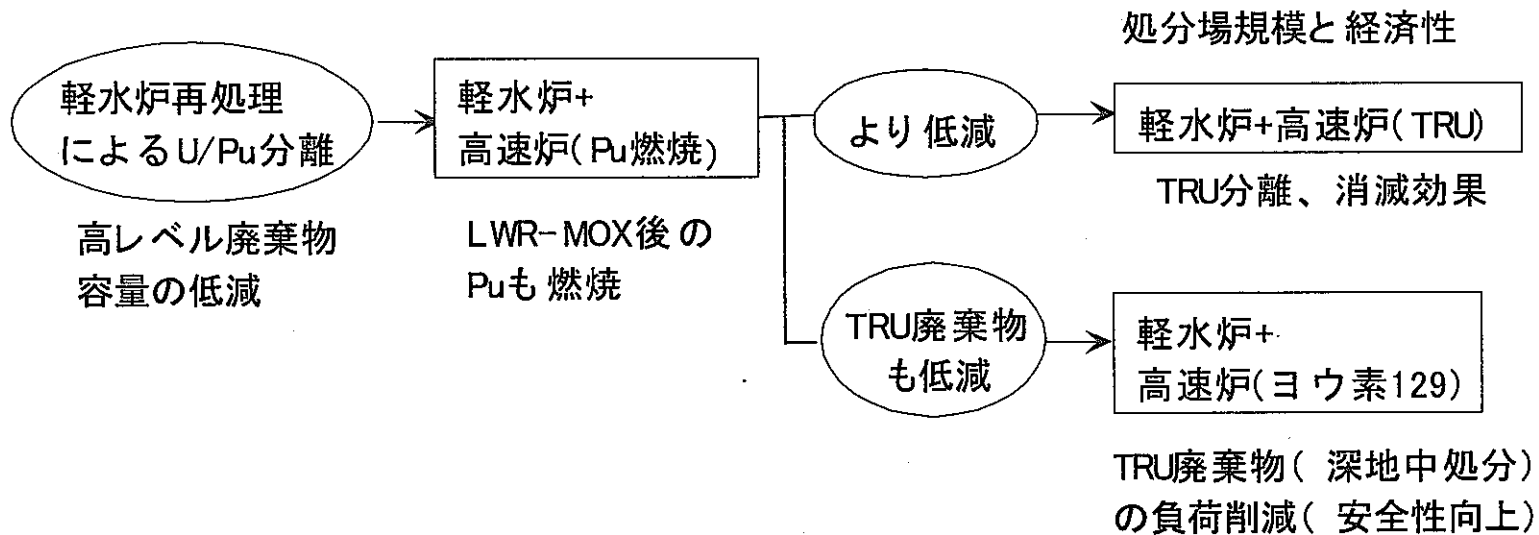 軽水炉再処理
によるU/Pu分離
高レベル廃棄物
容量の低減
軽水炉+
高速炉(Pu燃焼)
LWR-MOX後の
Puも燃焼
より低減
処分場規模と経済性
軽水炉+高速炉(TRU)
TRU分離、消滅効果
TRU廃棄物
も低減
軽水炉+
高速炉(ヨウ素129)
TRU廃棄物(深地中処分)
の負荷削減(安全性向上)